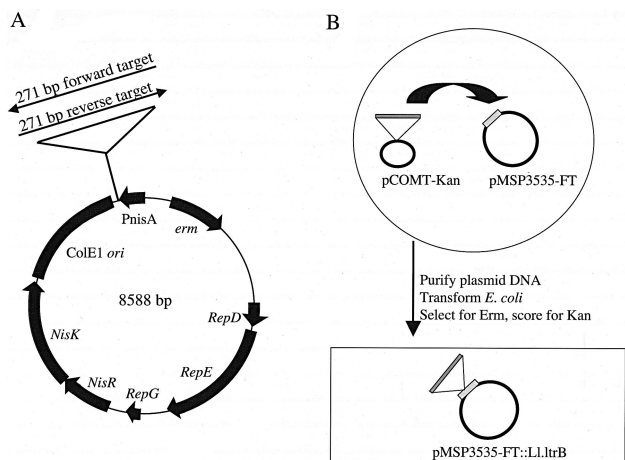 A
271 bp forward target
271 bp reverse target
PnisA
erm
ColE1 ori
8588 bp
RepD
NisK
RepE
NisR
RepG
B
pCOMT-Kan
pMSP3535-FT
Purify plasmid DNA
Transform E. coli
Select for Erm, score for Kan
pMSP3535-FT::Ll.ltrB